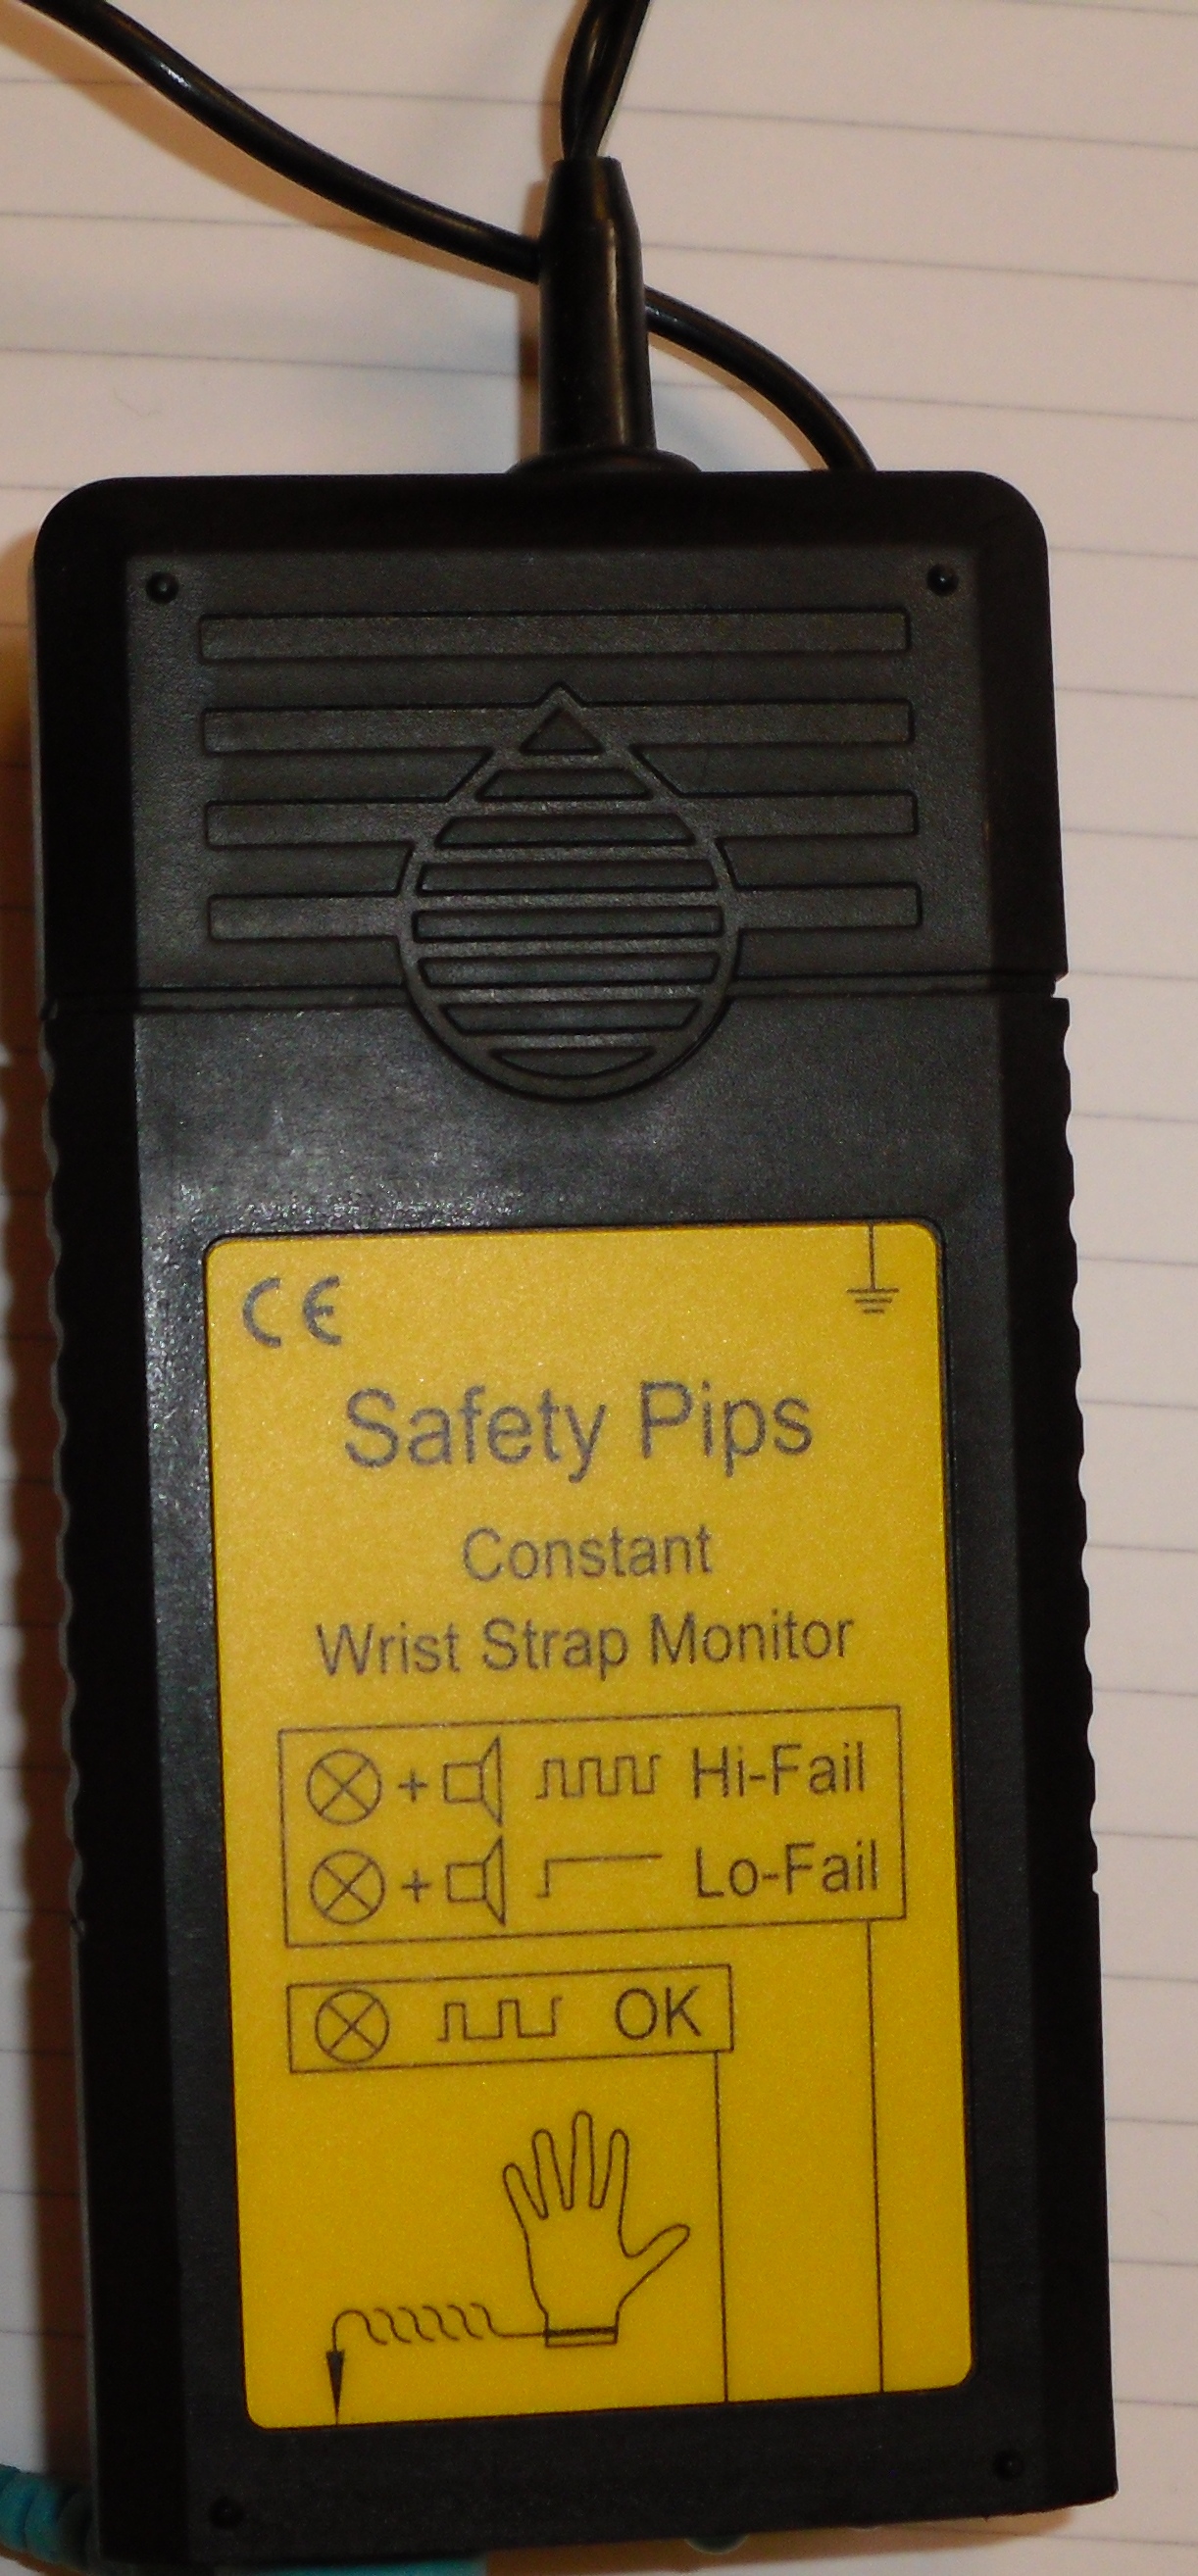 CE
Safety Pips
Constant
Wrist Strap Monitor
+ Hi-Fail
+ Lo-Fail
OK